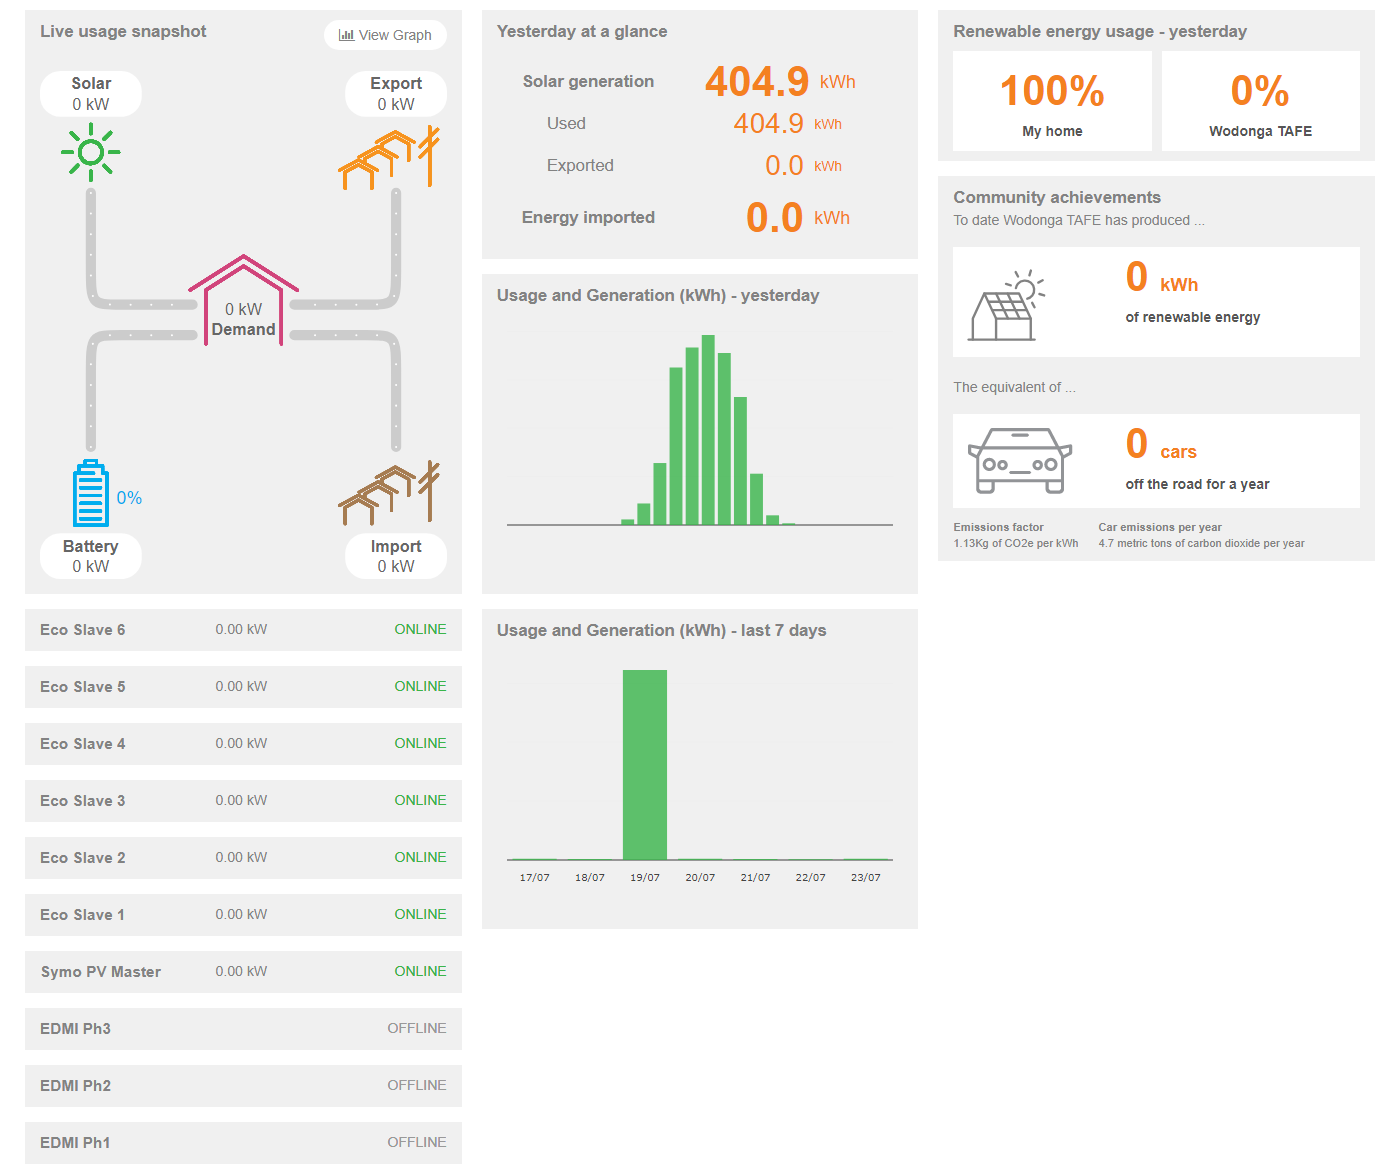 Live usage snapshot
View Graph
Solar
0 kW
Export
0 kW
0 kW
Demand
0%
Battery
0 kW
Import
0 kW
Eco Slave 6 0.00 kW ONLINE
Eco Slave 5 0.00 kW ONLINE
Eco Slave 4 0.00 kW ONLINE
Eco Slave 3 0.00 kW ONLINE
Eco Slave 2 0.00 kW ONLINE
Eco Slave 1 0.00 kW ONLINE
Symo PV Master 0.00 kW ONLINE
EDMI Ph3 OFFLINE
EDMI Ph2 OFFLINE
EDMI Ph1 OFFLINE
Yesterday at a glance
Solar generation 404.9 kWh
Used 404.9 kWh
Exported 0.0 kWh
Energy imported 0.0 kWh
Usage and Generation (kWh) - yesterday
Usage and Generation (kWh) - last 7 days
17/07 18/07 19/07 20/07 21/07 22/07 23/07
Renewable energy usage - yesterday
100%
My home
0%
Wodonga TAFE
Community achievements
To date Wodonga TAFE has produced ...
0 kWh
of renewable energy
The equivalent of ...
0 cars
off the road for a year
Emissions factor
1.13Kg of CO2e per kWh
Car emissions per year
4.7 metric tons of carbon dioxide per year